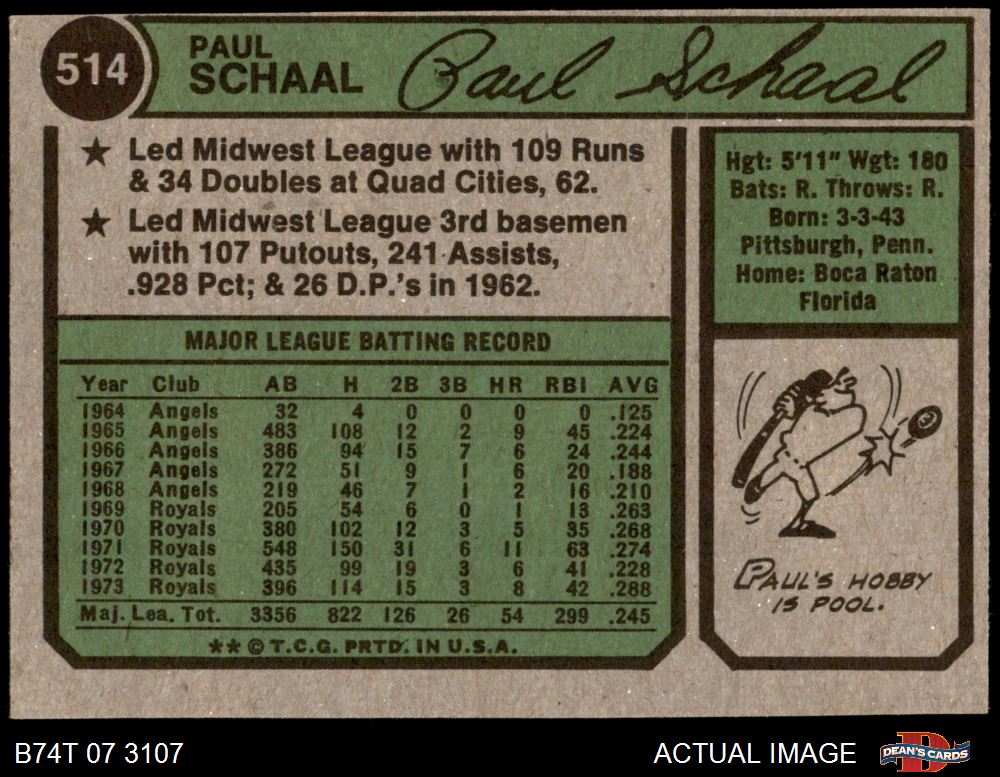 514
PAUL
SCHAAL
Paul Schaal
★ Led Midwest League with 109 Runs
& 34 Doubles at Quad Cities, 62.
★ Led Midwest League 3rd basemen
with 107 Putouts, 241 Assists,
.928 Pct; & 26 D.P.'s in 1962.
MAJOR LEAGUE BATTING RECORD
Year Club AB H 2B 3B HR RBI AVG
1964 Angels 32 4 0 0 0 0 .125
1965 Angels 483 108 12 2 9 45 .224
1966 Angels 386 94 15 7 6 24 .244
1967 Angels 272 51 9 1 6 20 .188
1968 Angels 219 46 7 1 2 16 .210
1969 Royals 205 54 6 0 1 13 .263
1970 Royals 380 102 12 3 5 35 .268
1971 Royals 548 150 31 6 11 63 .274
1972 Royals 435 99 19 3 6 41 .228
1973 Royals 396 114 15 3 8 42 .288
Maj. Lea. Tot. 3356 822 126 26 54 299 .245
** © T.C.G. PRTD. IN U.S.A.
Hgt: 5'11" Wgt: 180
Bats: R. Throws: R.
Born: 3-3-43
Pittsburgh, Penn.
Home: Boca Raton
Florida
PAUL'S HOBBY
IS POOL.
B74T 07 3107
ACTUAL IMAGE
DEAN'S CARDS